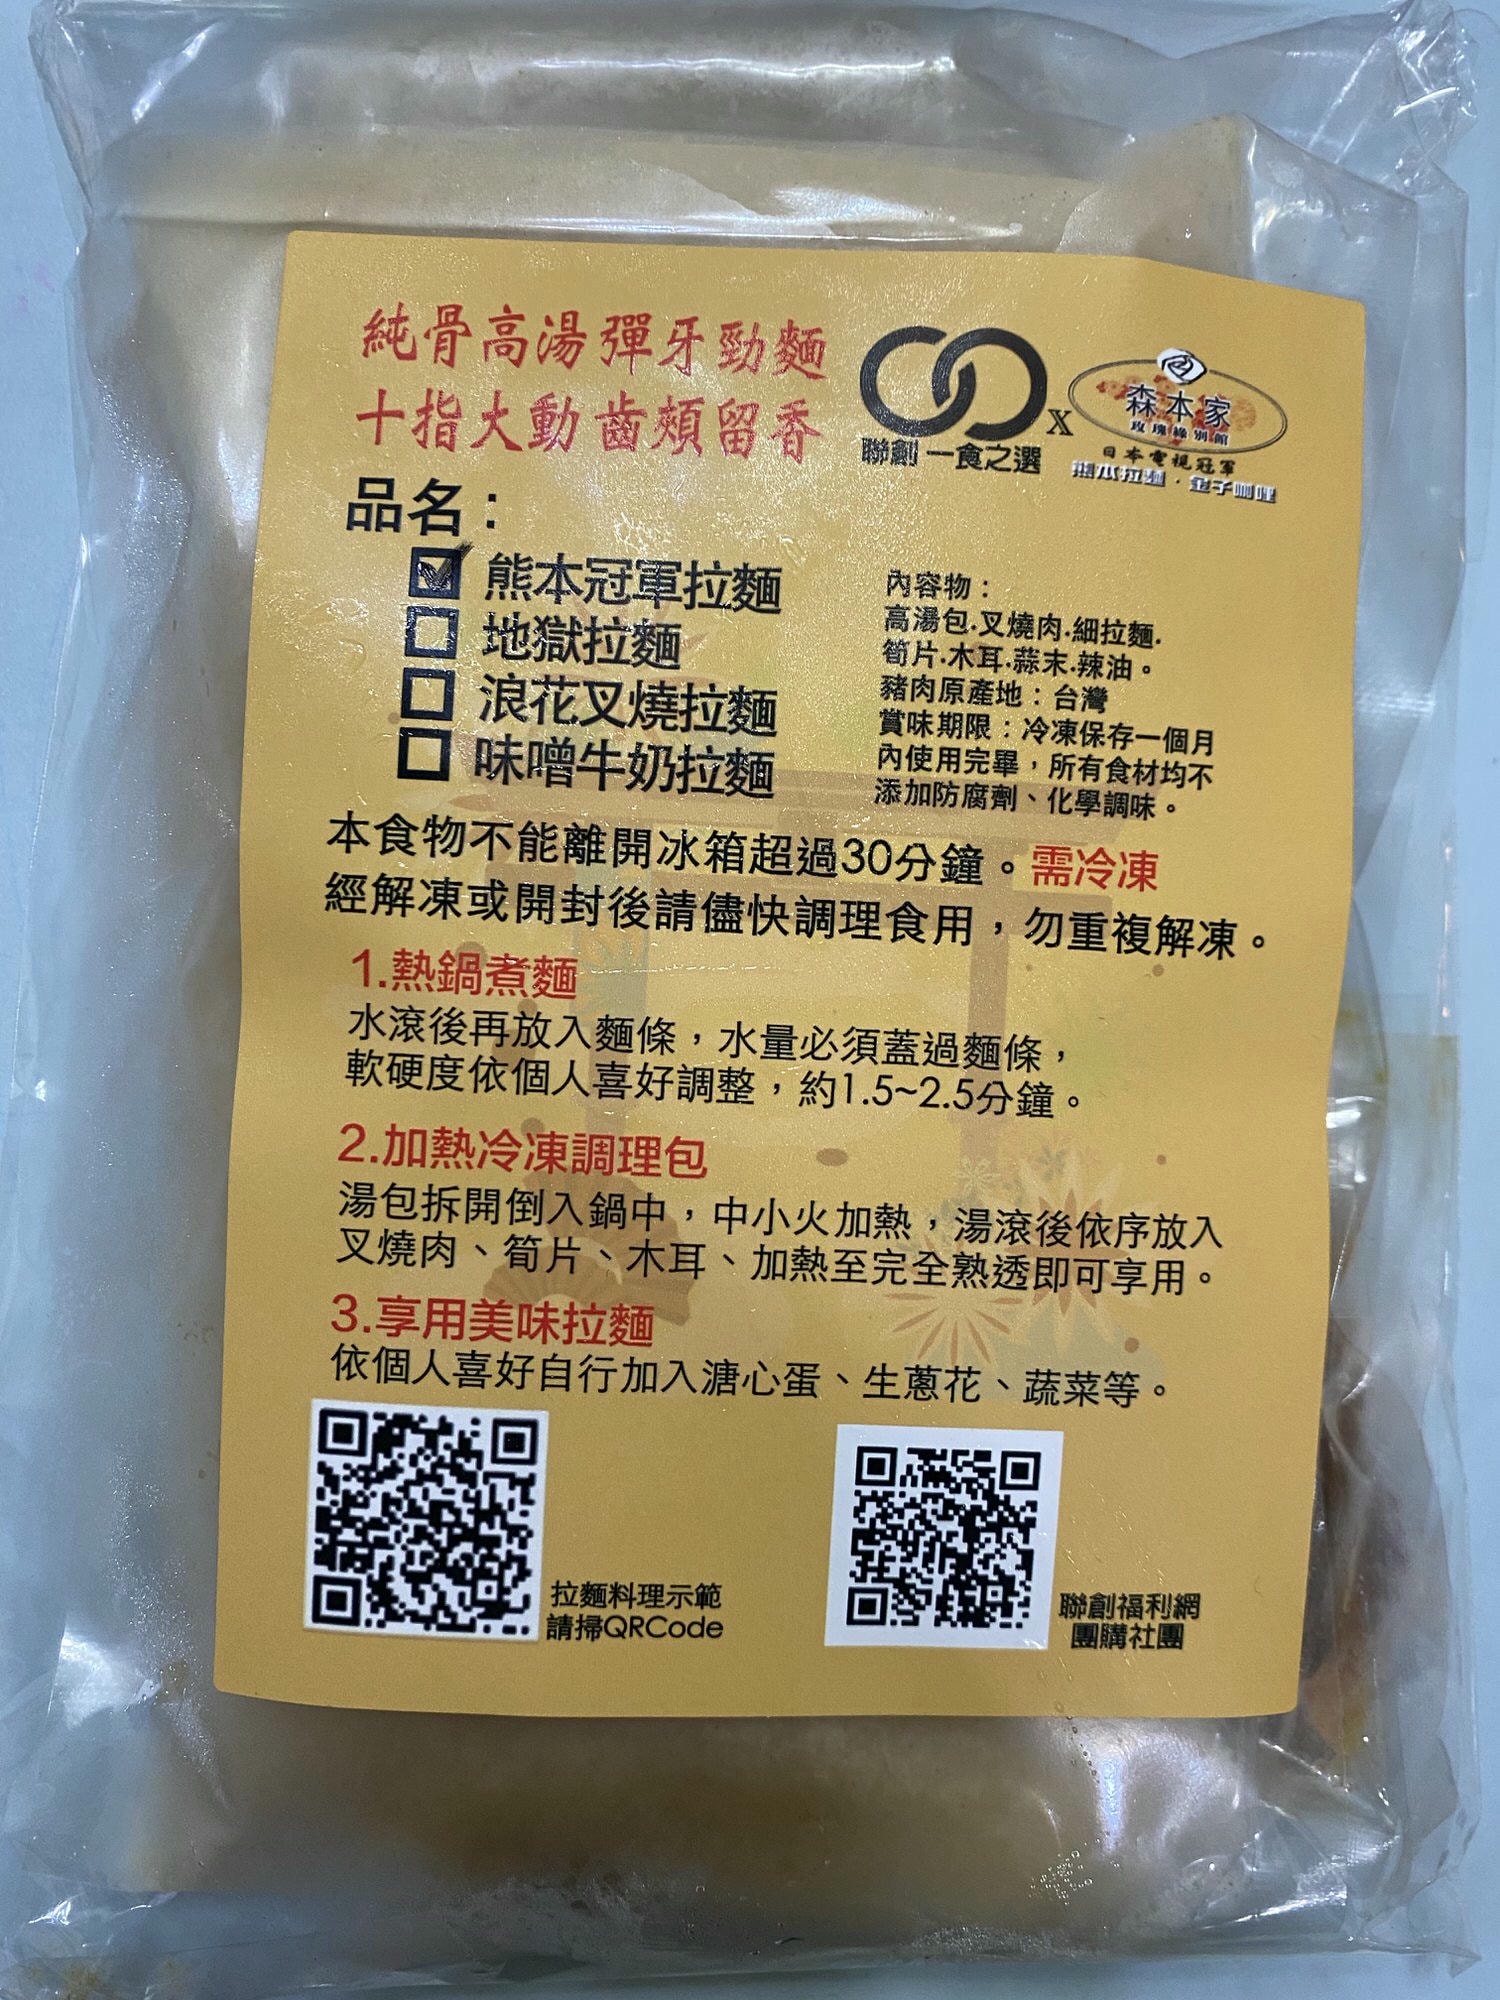 純骨高湯彈牙勁麵
十指大動齒頰留香
聯創 一食之選
X
森本家
玫瑰緣別館
日本電視冠軍
熊本拉麵.金子咖哩
品名：
熊本冠軍拉麵
地獄拉麵
浪花叉燒拉麵
味噌牛奶拉麵
內容物：
高湯包.叉燒肉.細拉麵.
筍片.木耳.蒜末.辣油。
豬肉原產地：台灣
賞味期限：冷凍保存一個月
內使用完畢，所有食材均不
添加防腐劑、化學調味。
本食物不能離開冰箱超過30分鐘。需冷凍
經解凍或開封後請儘快調理食用，勿重複解凍。
1.熱鍋煮麵
水滾後再放入麵條，水量必須蓋過麵條，
軟硬度依個人喜好調整，約1.5~2.5分鐘。
2.加熱冷凍調理包
湯包拆開倒入鍋中，中小火加熱，湯滾後依序放入
叉燒肉、筍片、木耳、加熱至完全熟透即可享用。
3.享用美味拉麵
依個人喜好自行加入溏心蛋、生蔥花、蔬菜等。
拉麵料理示範
請掃QRCode
聯創福利網
團購社團